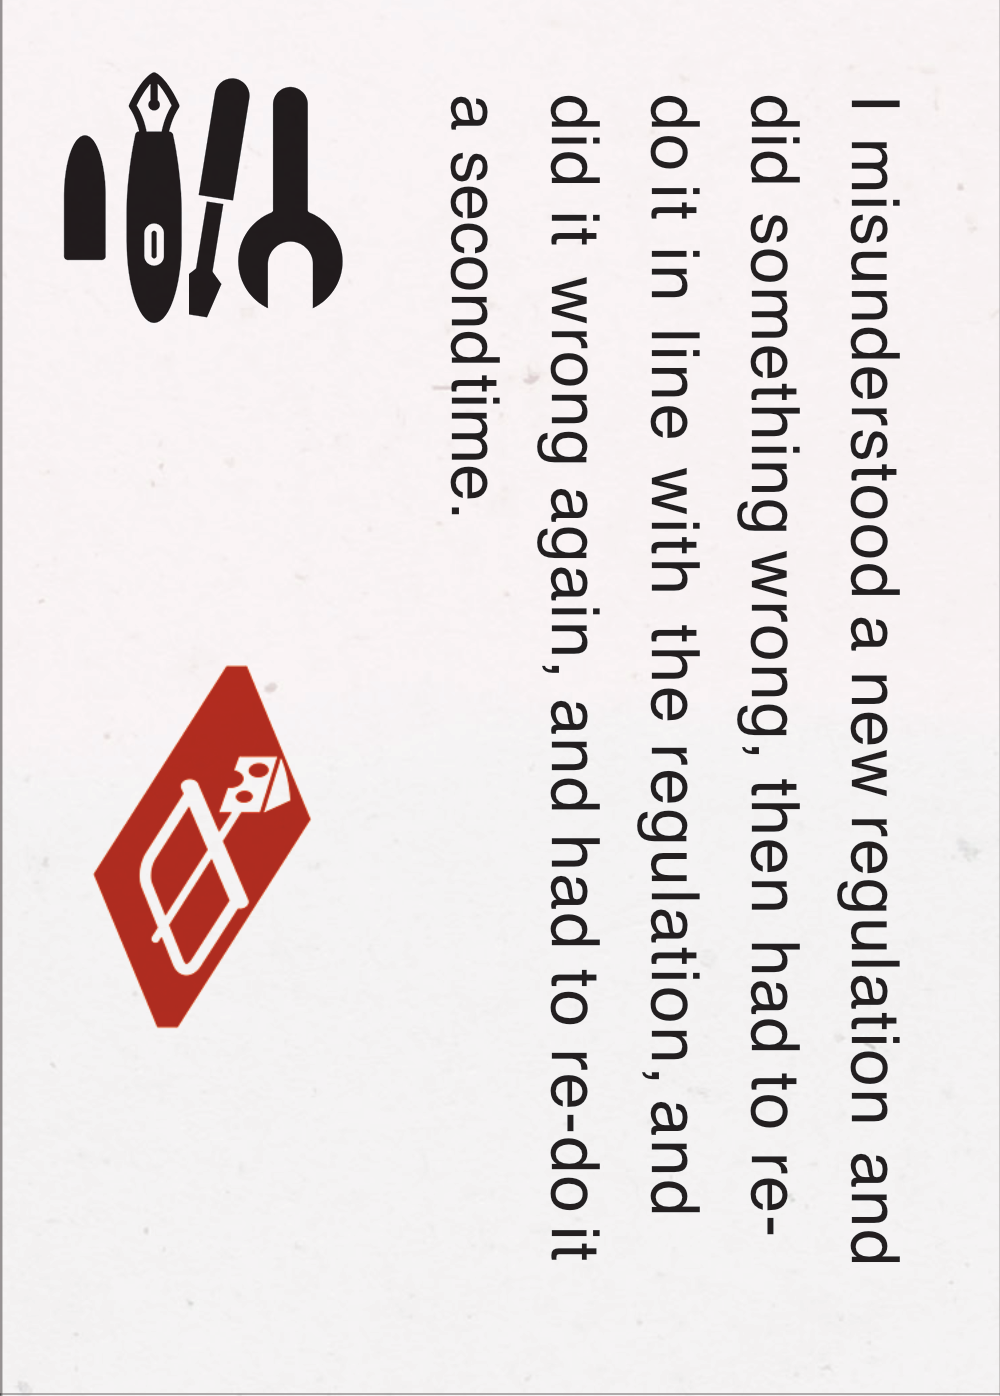 I misunderstood a new regulation and
did something wrong, then had to re-
do it in line with the regulation, and
did it wrong again, and had to re-do it
a second time.